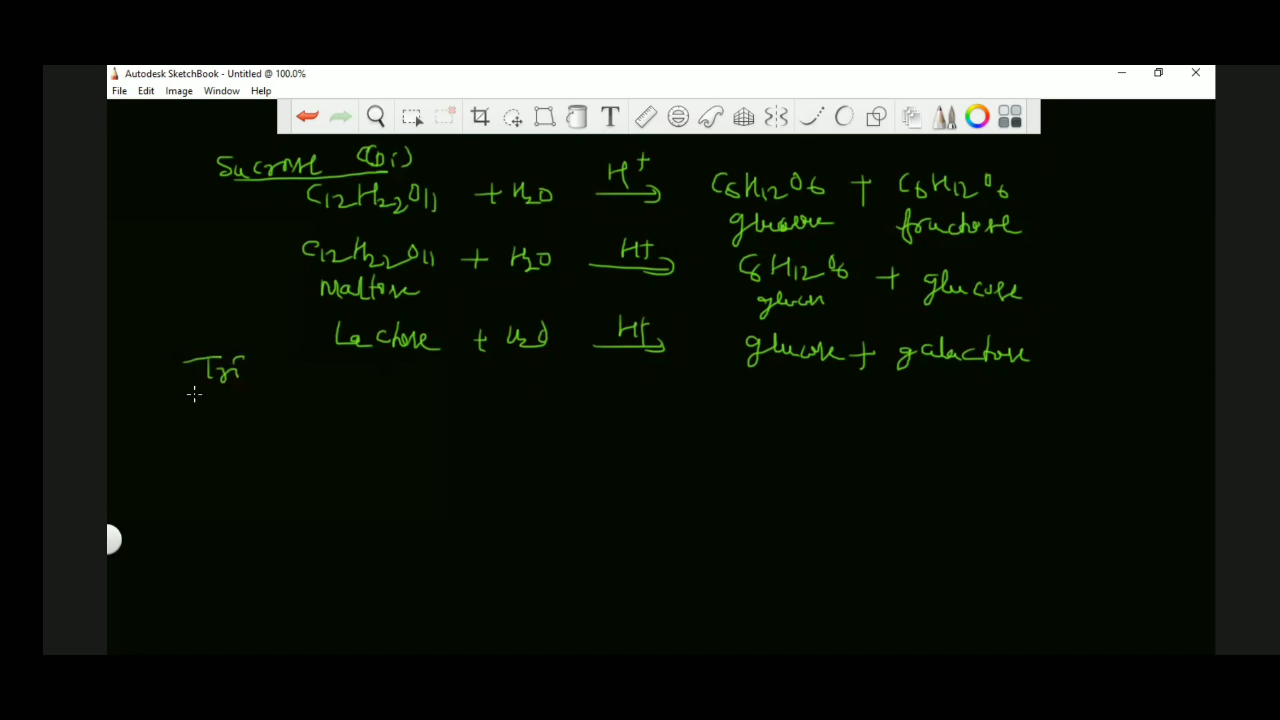 Autodesk SketchBook - Untitled @ 100.0%
File Edit Image Window Help
T
Sucrose (Di)
C12H22O11 + H2O H+ C6H12O6 + C6H12O6
glucose fructose
C12H22O11 + H2O H+ C6H12O6 + glucose
Maltose glucose
Lactose + H2O H+ glucose + galactose
Tri